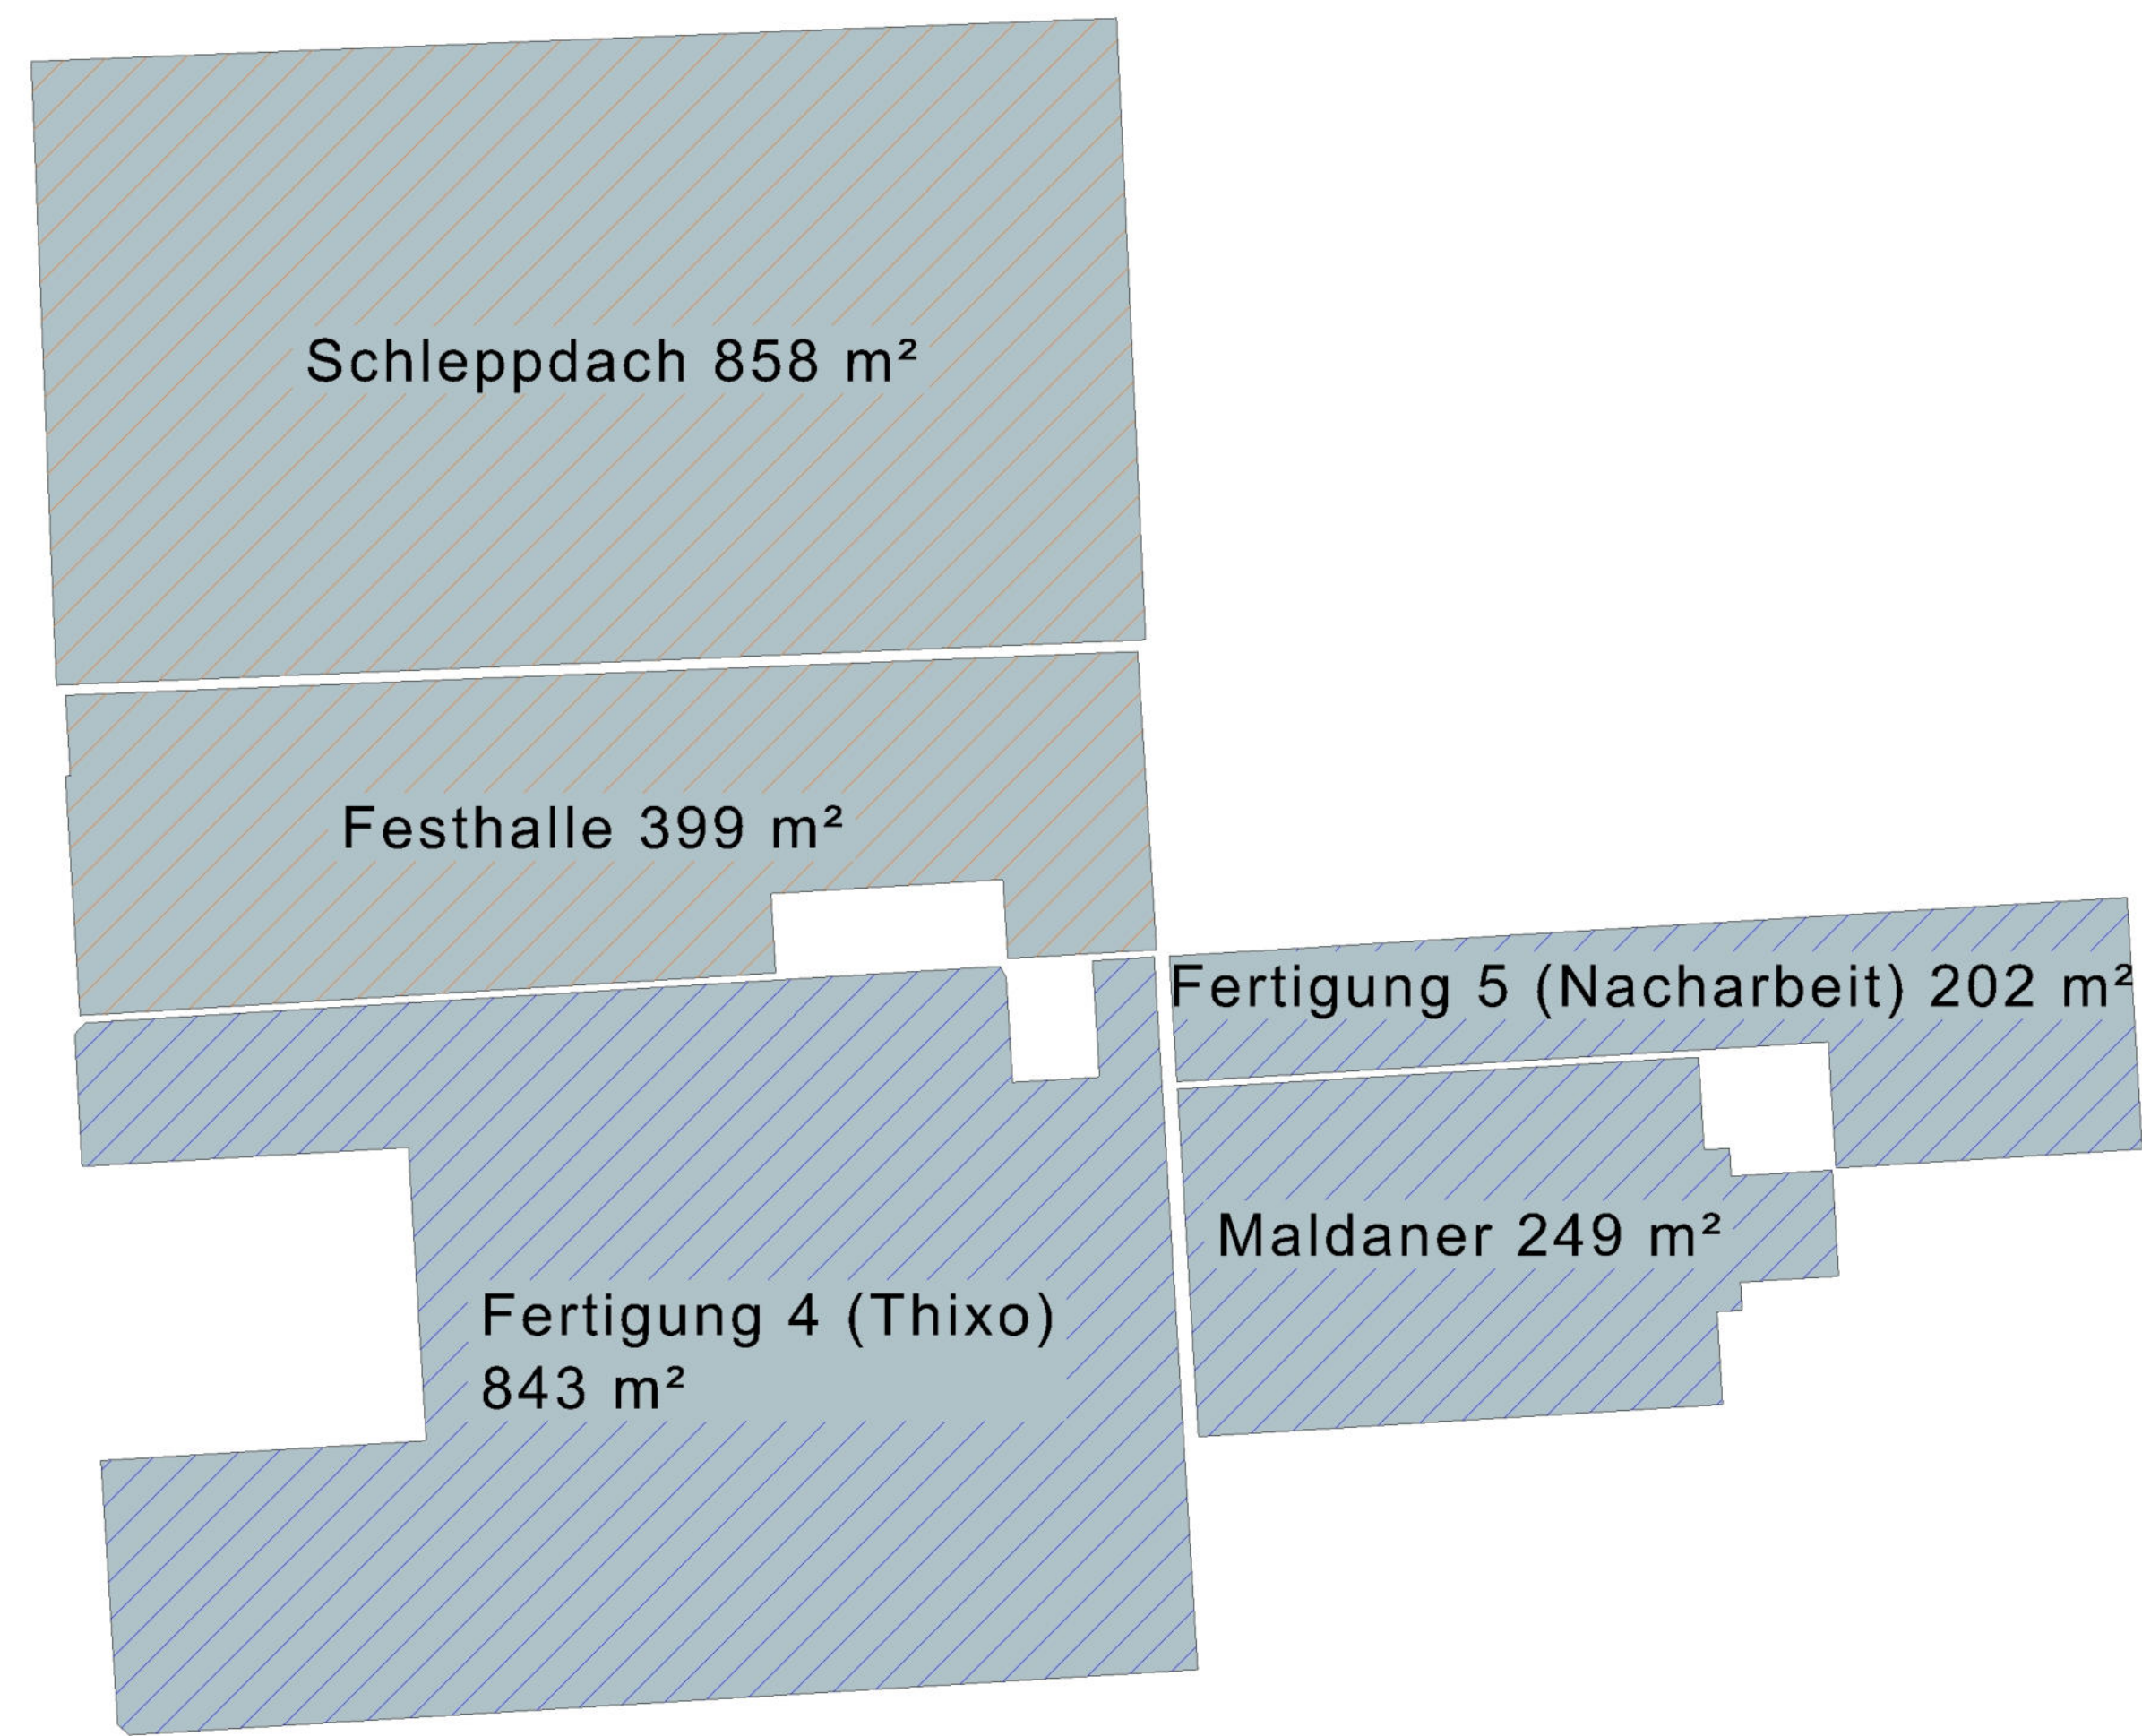 Schleppdach 858 m²
Festhalle 399 m²
Fertigung 5 (Nacharbeit) 202 m²
Maldaner 249 m²
Fertigung 4 (Thixo)
843 m²